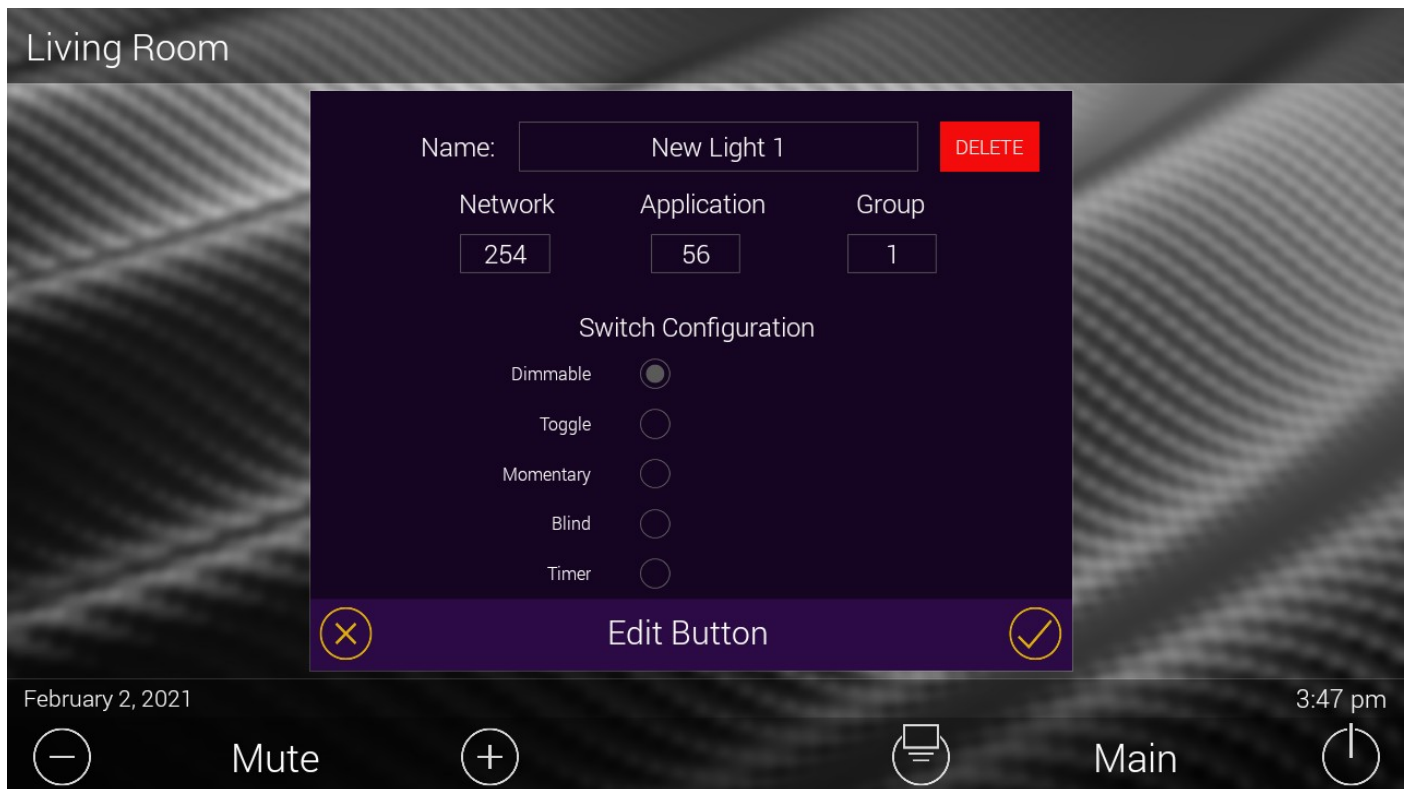 Living Room
Name: New Light 1 DELETE
Network Application Group
254 56 1
Switch Configuration
Dimmable
Toggle
Momentary
Blind
Timer
Edit Button
February 2, 2021 3:47 pm
Mute Main